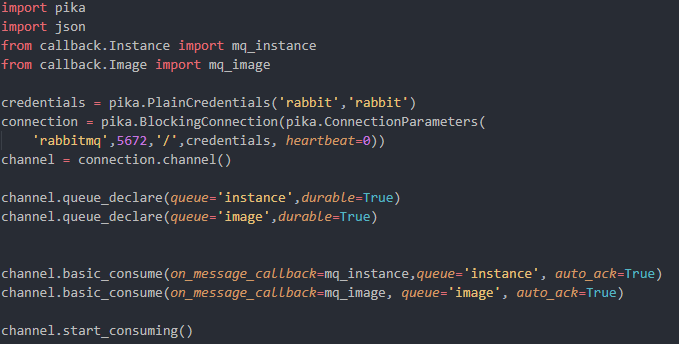 import pika
import json
from callback.Instance import mq_instance
from callback.Image import mq_image
credentials = pika.PlainCredentials('rabbit','rabbit')
connection = pika.BlockingConnection(pika.ConnectionParameters(
    'rabbitmq',5672,'/',credentials, heartbeat=0))
channel = connection.channel()
channel.queue_declare(queue='instance',durable=True)
channel.queue_declare(queue='image',durable=True)
channel.basic_consume(on_message_callback=mq_instance,queue='instance', auto_ack=True)
channel.basic_consume(on_message_callback=mq_image, queue='image', auto_ack=True)
channel.start_consuming()